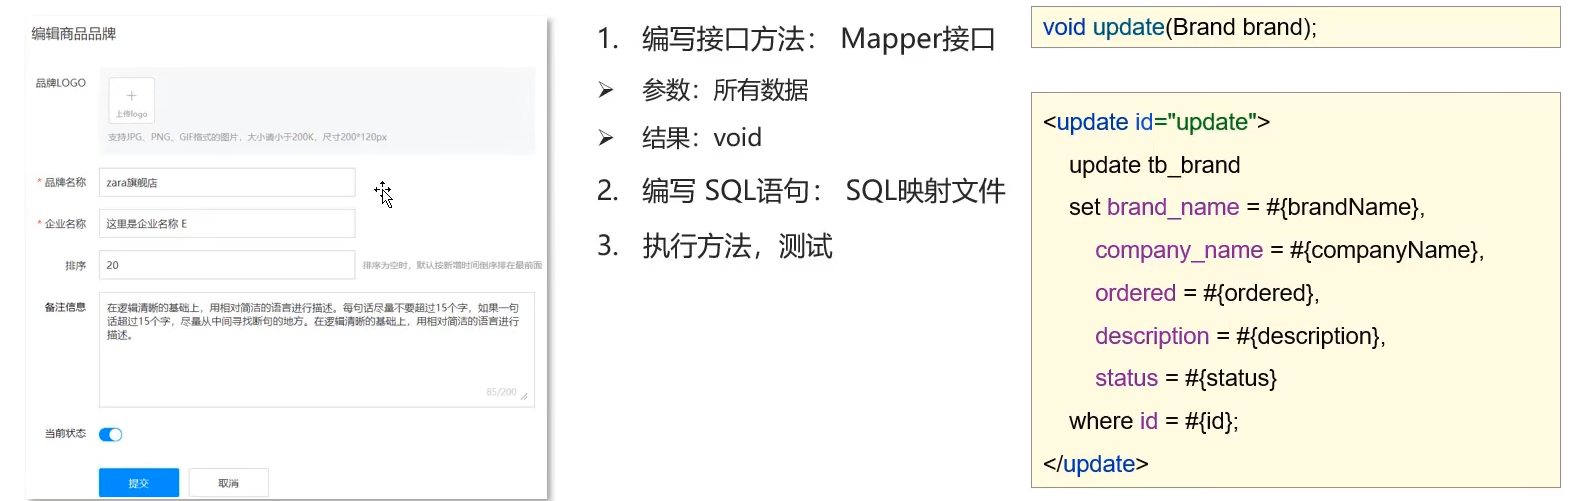 编辑商品品牌
品牌LOGO
+
上传logo
支持JPG、PNG、GIF格式的图片，大小请小于200K，尺寸200*120px
* 品牌名称 zara旗舰店
* 企业名称 这里是企业名称 E
排序 20 排序为空时，默认按新增时间倒序排在最前面
备注信息 在逻辑清晰的基础上，用相对简洁的语言进行描述。每句话尽量不要超过15个字，如果一句
话超过15个字，尽量从中间寻找断句的地方。在逻辑清晰的基础上，用相对简洁的语言进行
描述。
85/200
当前状态
提交 取消
1. 编写接口方法： Mapper接口
➢ 参数：所有数据
➢ 结果：void
2. 编写 SQL语句： SQL映射文件
3. 执行方法，测试
void update(Brand brand);
<update id="update">
update tb_brand
set brand_name = #{brandName},
company_name = #{companyName},
ordered = #{ordered},
description = #{description},
status = #{status}
where id = #{id};
</update>